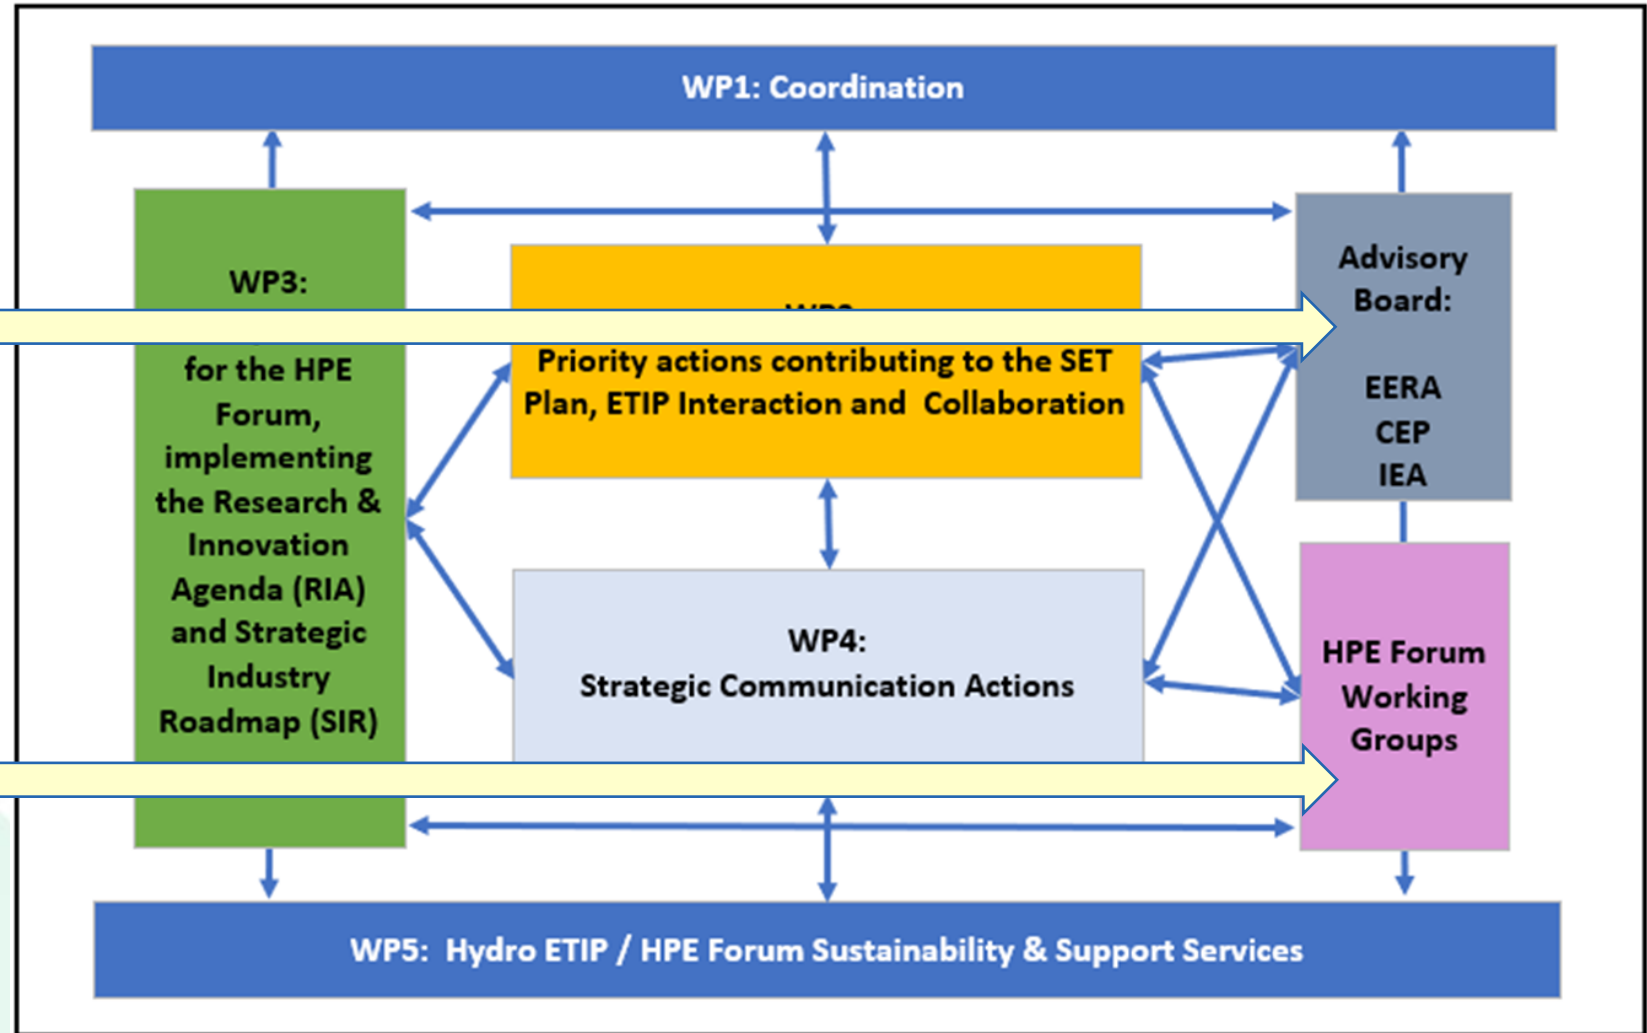 WP1: Coordination
WP3:
for the HPE
Forum,
implementing
the Research &
Innovation
Agenda (RIA)
and Strategic
Industry
Roadmap (SIR)
Priority actions contributing to the SET
Plan, ETIP Interaction and Collaboration
WP4:
Strategic Communication Actions
Advisory
Board:
EERA
CEP
IEA
HPE Forum
Working
Groups
WP5: Hydro ETIP / HPE Forum Sustainability & Support Services